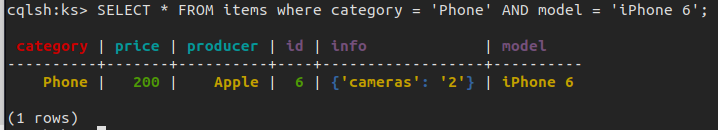 cqlsh:ks> SELECT * FROM items where category = 'Phone' AND model = 'iPhone 6';
 category | price | producer | id | info             | model
----------+-------+----------+----+------------------+----------
    Phone |   200 |    Apple |  6 | {'cameras': '2'} | iPhone 6
(1 rows)